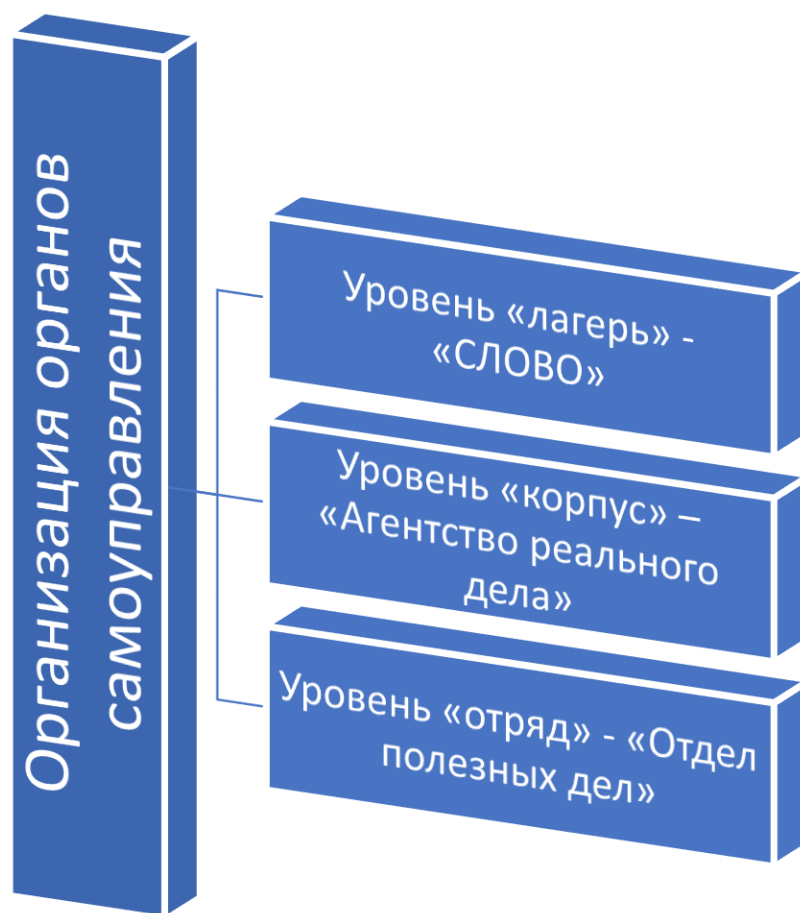 Организация органов
самоуправления
Уровень «лагерь» -
«СЛОВО»
Уровень «корпус» –
«Агентство реального
дела»
Уровень «отряд» - «Отдел
полезных дел»